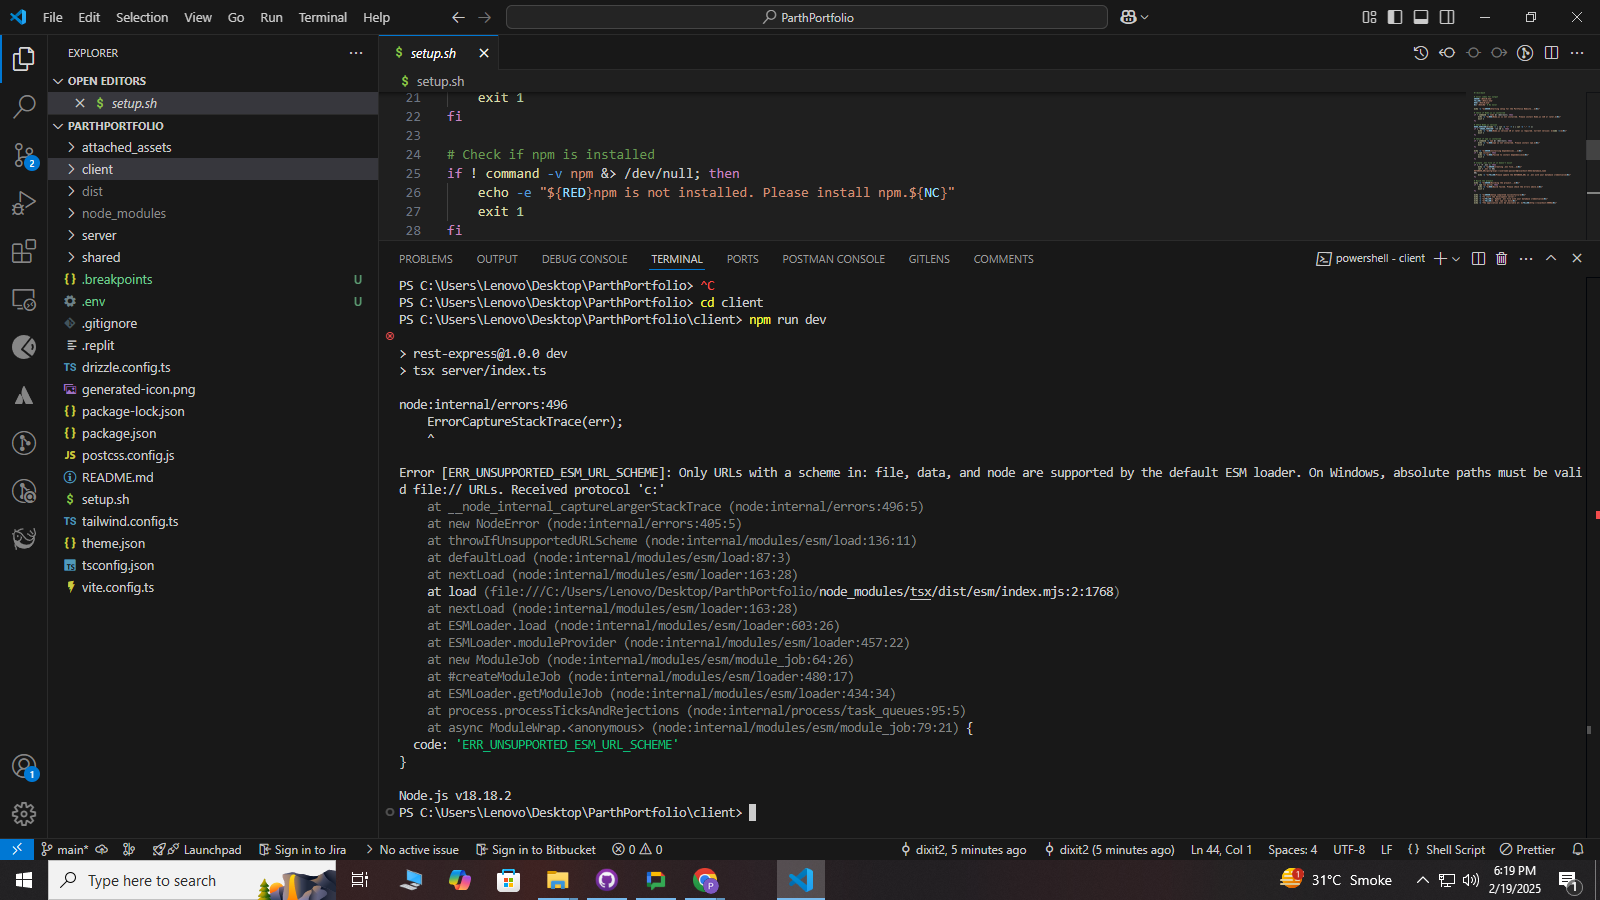 File Edit Selection View Go Run Terminal Help
ParthPortfolio
EXPLORER
OPEN EDITORS
$ setup.sh
PARTHPORTFOLIO
attached_assets
client
dist
node_modules
server
shared
{} .breakpoints U
.env U
.gitignore
.replit
TS drizzle.config.ts
generated-icon.png
{} package-lock.json
{} package.json
JS postcss.config.js
README.md
$ setup.sh
TS tailwind.config.ts
{} theme.json
TS tsconfig.json
vite.config.ts
2
1
$ setup.sh
$ setup.sh
21 exit 1
22 fi
23
24 # Check if npm is installed
25 if ! command -v npm &> /dev/null; then
26 echo -e "${RED}npm is not installed. Please install npm.${NC}"
27 exit 1
28 fi
PROBLEMS OUTPUT DEBUG CONSOLE TERMINAL PORTS POSTMAN CONSOLE GITLENS COMMENTS
powershell - client
PS C:\Users\Lenovo\Desktop\ParthPortfolio> ^C
PS C:\Users\Lenovo\Desktop\ParthPortfolio> cd client
PS C:\Users\Lenovo\Desktop\ParthPortfolio\client> npm run dev
> rest-express@1.0.0 dev
> tsx server/index.ts
node:internal/errors:496
ErrorCaptureStackTrace(err);
^
Error [ERR_UNSUPPORTED_ESM_URL_SCHEME]: Only URLs with a scheme in: file, data, and node are supported by the default ESM loader. On Windows, absolute paths must be vali
d file:// URLs. Received protocol 'c:'
at __node_internal_captureLargerStackTrace (node:internal/errors:496:5)
at new NodeError (node:internal/errors:405:5)
at throwIfUnsupportedURLScheme (node:internal/modules/esm/load:136:11)
at defaultLoad (node:internal/modules/esm/load:87:3)
at nextLoad (node:internal/modules/esm/loader:163:28)
at load (file:///C:/Users/Lenovo/Desktop/ParthPortfolio/node_modules/tsx/dist/esm/index.mjs:2:1768)
at nextLoad (node:internal/modules/esm/loader:163:28)
at ESMLoader.load (node:internal/modules/esm/loader:603:26)
at ESMLoader.moduleProvider (node:internal/modules/esm/loader:457:22)
at new ModuleJob (node:internal/modules/esm/module_job:64:26)
at #createModuleJob (node:internal/modules/esm/loader:480:17)
at ESMLoader.getModuleJob (node:internal/modules/esm/loader:434:34)
at process.processTicksAndRejections (node:internal/process/task_queues:95:5)
at async ModuleWrap.<anonymous> (node:internal/modules/esm/module_job:79:21) {
code: 'ERR_UNSUPPORTED_ESM_URL_SCHEME'
}
Node.js v18.18.2
PS C:\Users\Lenovo\Desktop\ParthPortfolio\client>
main* Launchpad Sign in to Jira No active issue Sign in to Bitbucket 0 0 dixit2, 5 minutes ago dixit2 (5 minutes ago) Ln 44, Col 1 Spaces: 4 UTF-8 LF {} Shell Script Prettier
Type here to search
P
1
31°C Smoke
6:19 PM
2/19/2025
1